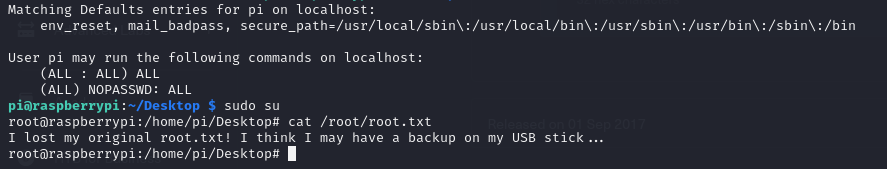 Matching Defaults entries for pi on localhost:
    env_reset, mail_badpass, secure_path=/usr/local/sbin\:/usr/local/bin\:/usr/sbin\:/usr/bin\:/sbin\:/bin

User pi may run the following commands on localhost:
    (ALL : ALL) ALL
    (ALL) NOPASSWD: ALL
pi@raspberrypi:~/Desktop $ sudo su
root@raspberrypi:/home/pi/Desktop# cat /root/root.txt
Released on 01 Sep 2017
I lost my original root.txt! I think I may have a backup on my USB stick...
root@raspberrypi:/home/pi/Desktop#